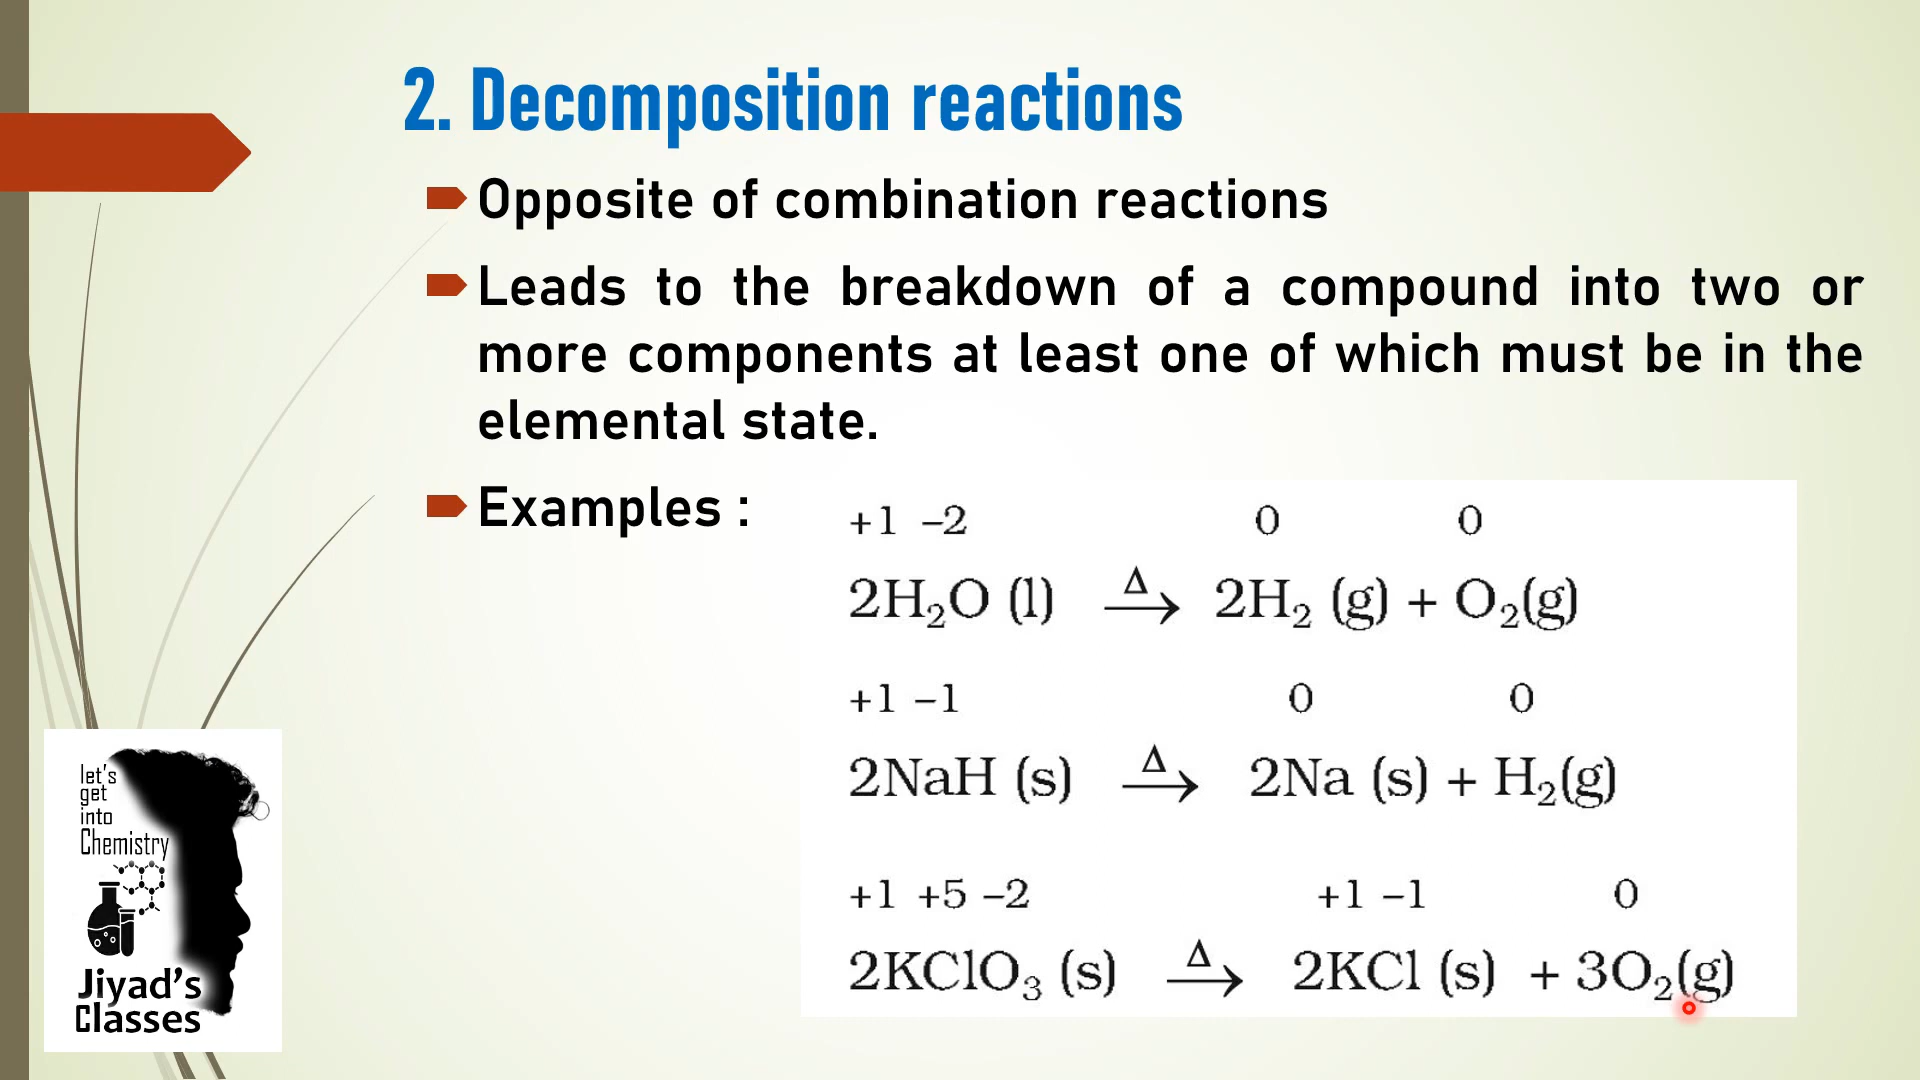 2. Decomposition reactions
Opposite of combination reactions
Leads to the breakdown of a compound into two or
more components at least one of which must be in the
elemental state.
Examples :
+1 –2 0 0
2H₂O (l) Δ→ 2H₂ (g) + O₂(g)
+1 –1 0 0
2NaH (s) Δ→ 2Na (s) + H₂(g)
+1 +5 –2 +1 –1 0
2KClO₃ (s) Δ→ 2KCl (s) + 3O₂(g)
let's
get
into
Chemistry
Jiyad's
Classes